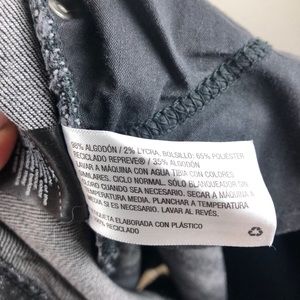 98% ALGODÓN / 2% LYCRA, BOLSILLO: 65% POLIESTER
RECICLADO REPREVE® / 35% ALGODÓN
LAVAR A MÁQUINA CON AGUA TIBIA CON COLORES
SIMILARES. CICLO NORMAL. SÓLO BLANQUEADOR SIN
CLORO CUANDO SEA NECESARIO. SECAR A MÁQUINA A
TEMPERATURA MEDIA. PLANCHAR A TEMPERATURA
MEDIA SI ES NECESARIO. LAVAR AL REVÉS.
ETIQUETA ELABORADA CON PLÁSTICO
100% RECICLADO